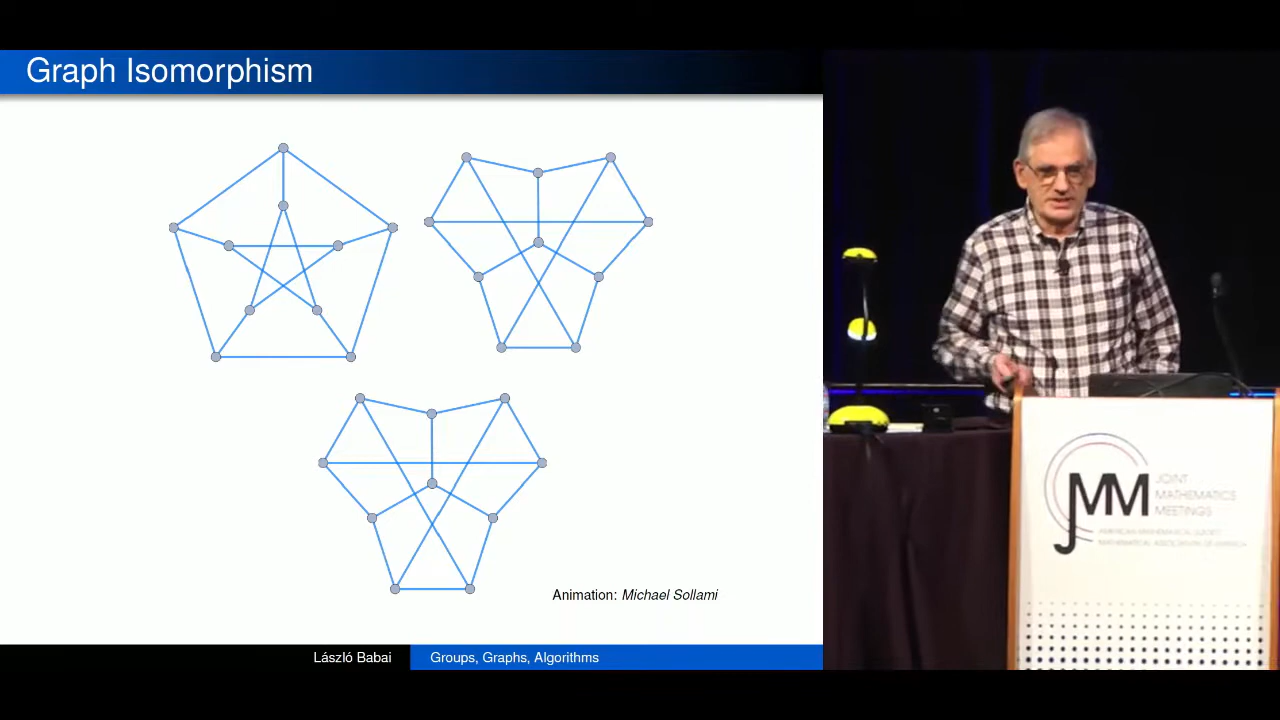 Graph Isomorphism
Animation: Michael Sollami
László Babai
Groups, Graphs, Algorithms
JMM
JOINT
MATHEMATICS
MEETINGS